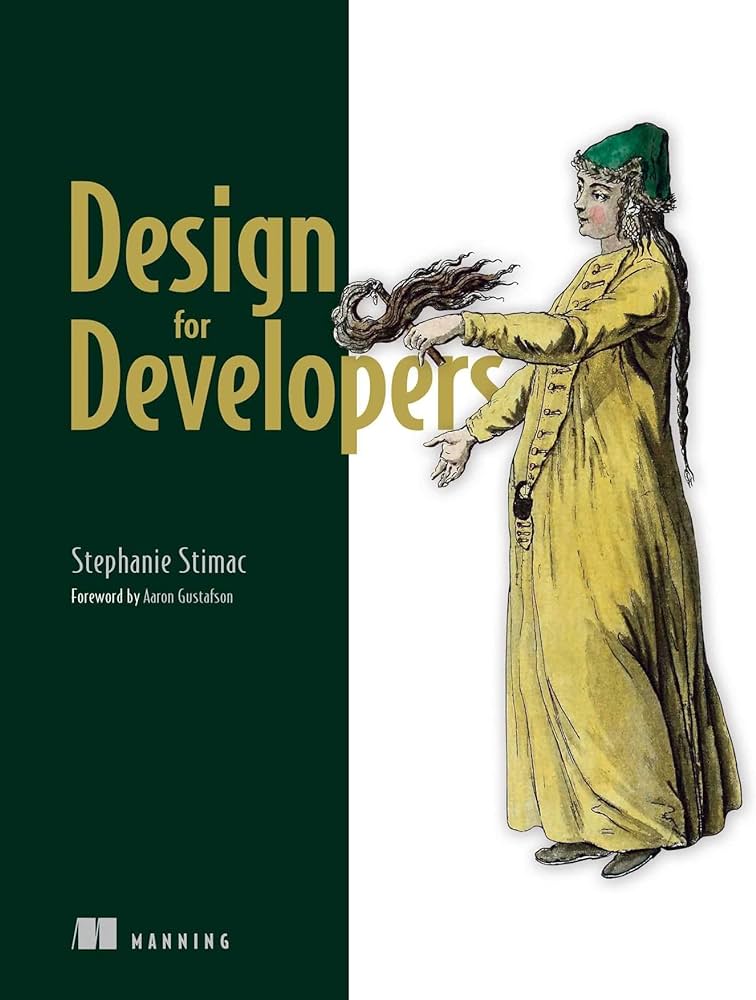 Design
for
Developers
Stephanie Stimac
Foreword by Aaron Gustafson
MANNING